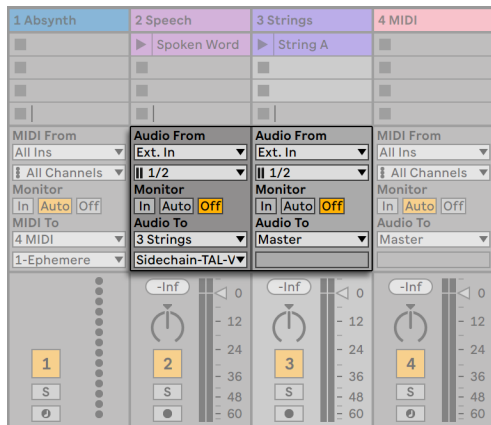 1 Absynth 2 Speech 3 Strings 4 MIDI
Spoken Word String A
MIDI From Audio From Audio From MIDI From
All Ins Ext. In Ext. In All Ins
All Channels 1/2 1/2 All Channels
Monitor Monitor Monitor Monitor
In Auto Off In Auto Off In Auto Off In Auto Off
MIDI To Audio To Audio To Audio To
4 MIDI 3 Strings Master Master
1-Ephemere Sidechain-TAL-V
-Inf -Inf -Inf
0 0 0
12 12 12
24 24 24
1 2 3 4
36 36 36
S S S S
48 48 48
60 60 60